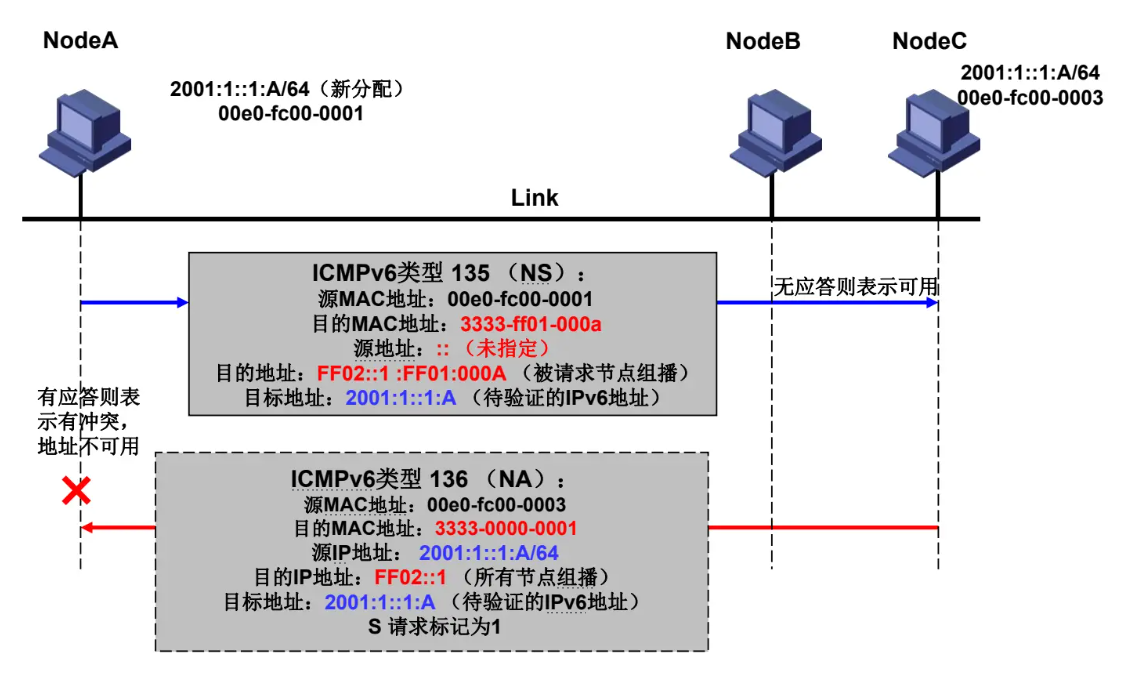 NodeA
NodeB
NodeC
2001:1::1:A/64（新分配）
00e0-fc00-0001
2001:1::1:A/64
00e0-fc00-0003
Link
ICMPv6类型 135 （NS）：
源MAC地址：00e0-fc00-0001
目的MAC地址：3333-ff01-000a
源地址：::（未指定）
目的地址：FF02::1 :FF01:000A （被请求节点组播）
目标地址：2001:1::1:A （待验证的IPv6地址）
无应答则表示可用
有应答则表
示有冲突，
地址不可用
ICMPv6类型 136 （NA）：
源MAC地址：00e0-fc00-0003
目的MAC地址：3333-0000-0001
源IP地址： 2001:1::1:A/64
目的IP地址：FF02::1 （所有节点组播）
目标地址：2001:1::1:A （待验证的IPv6地址）
S 请求标记为1